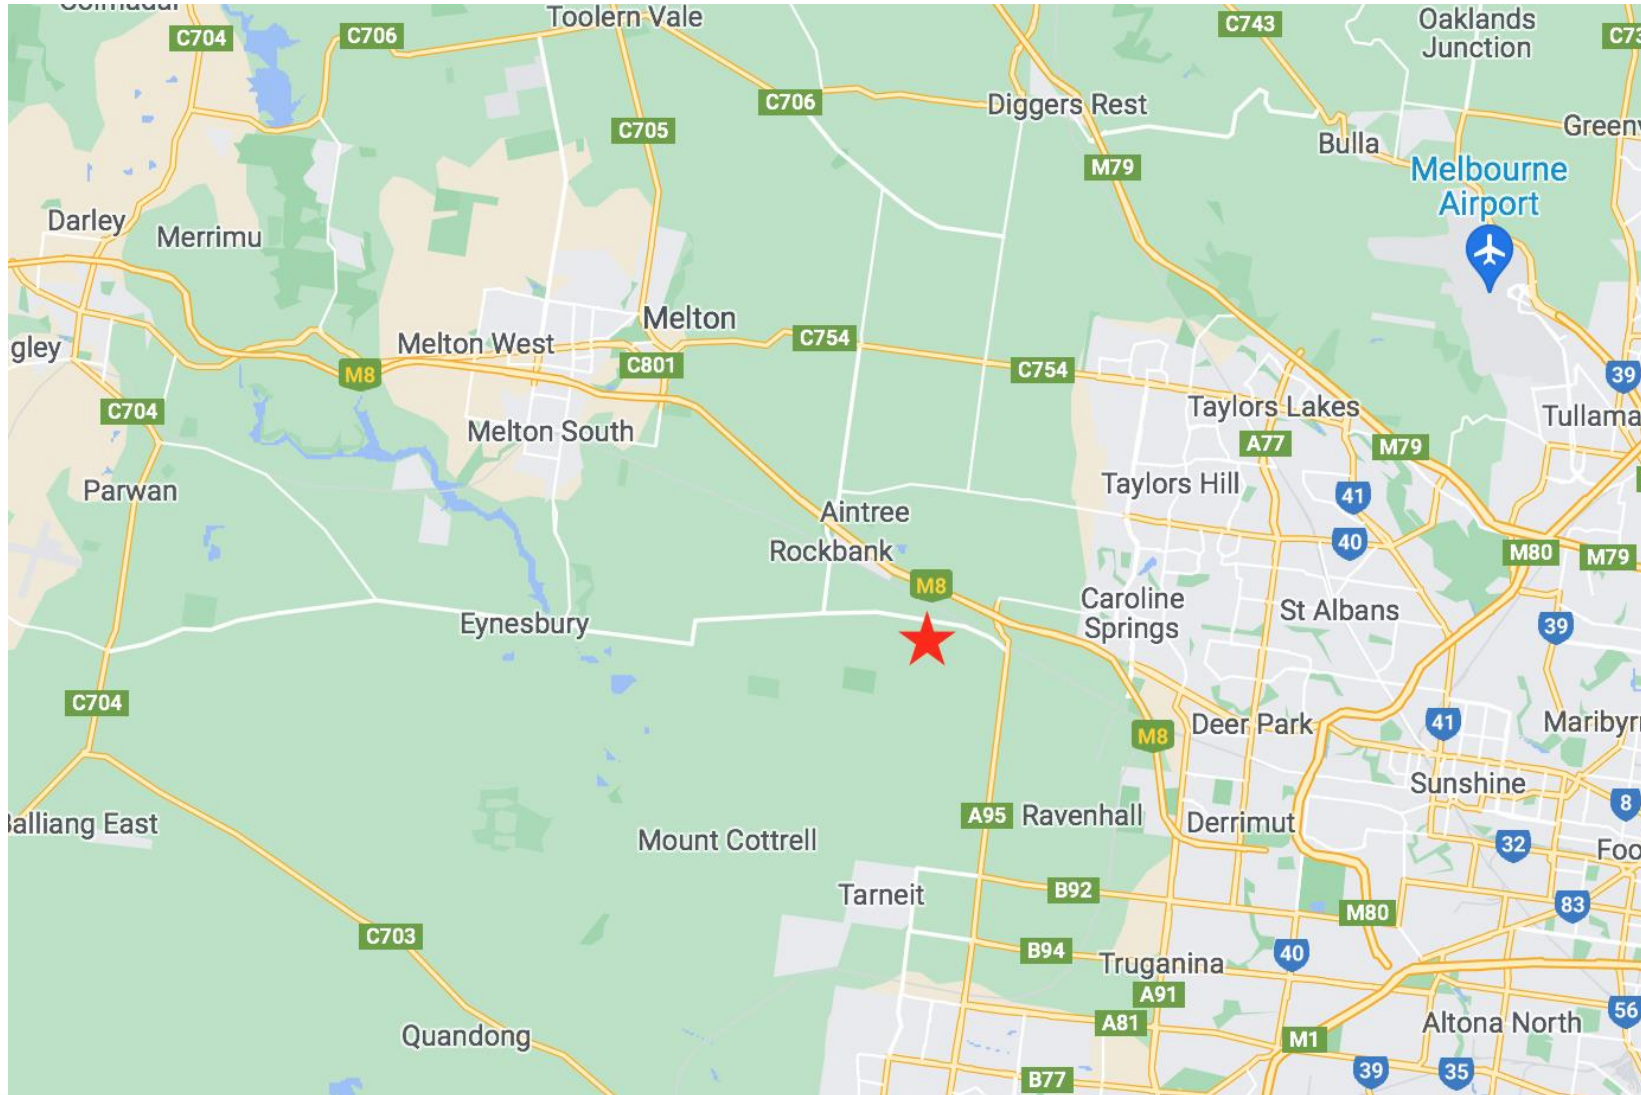 Toolern Vale
C704
C706
C743
Oaklands
Junction
C706
Diggers Rest
C705
Bulla
M79
Melbourne
Airport
Darley
Merrimu
Melton
Melton West
C754
C801
M8
C754
39
C704
Melton South
Taylors Lakes
A77
M79
Parwan
Taylors Hill
41
Aintree
40
Rockbank
M80
M79
M8
Caroline
Springs
St Albans
Eynesbury
39
C704
Deer Park
41
M8
Sunshine
8
A95
Ravenhall
Derrimut
Mount Cottrell
32
Tarneit
B92
M80
83
C703
B94
Truganina
40
A91
56
A81
Altona North
Quandong
M1
39
35
B77